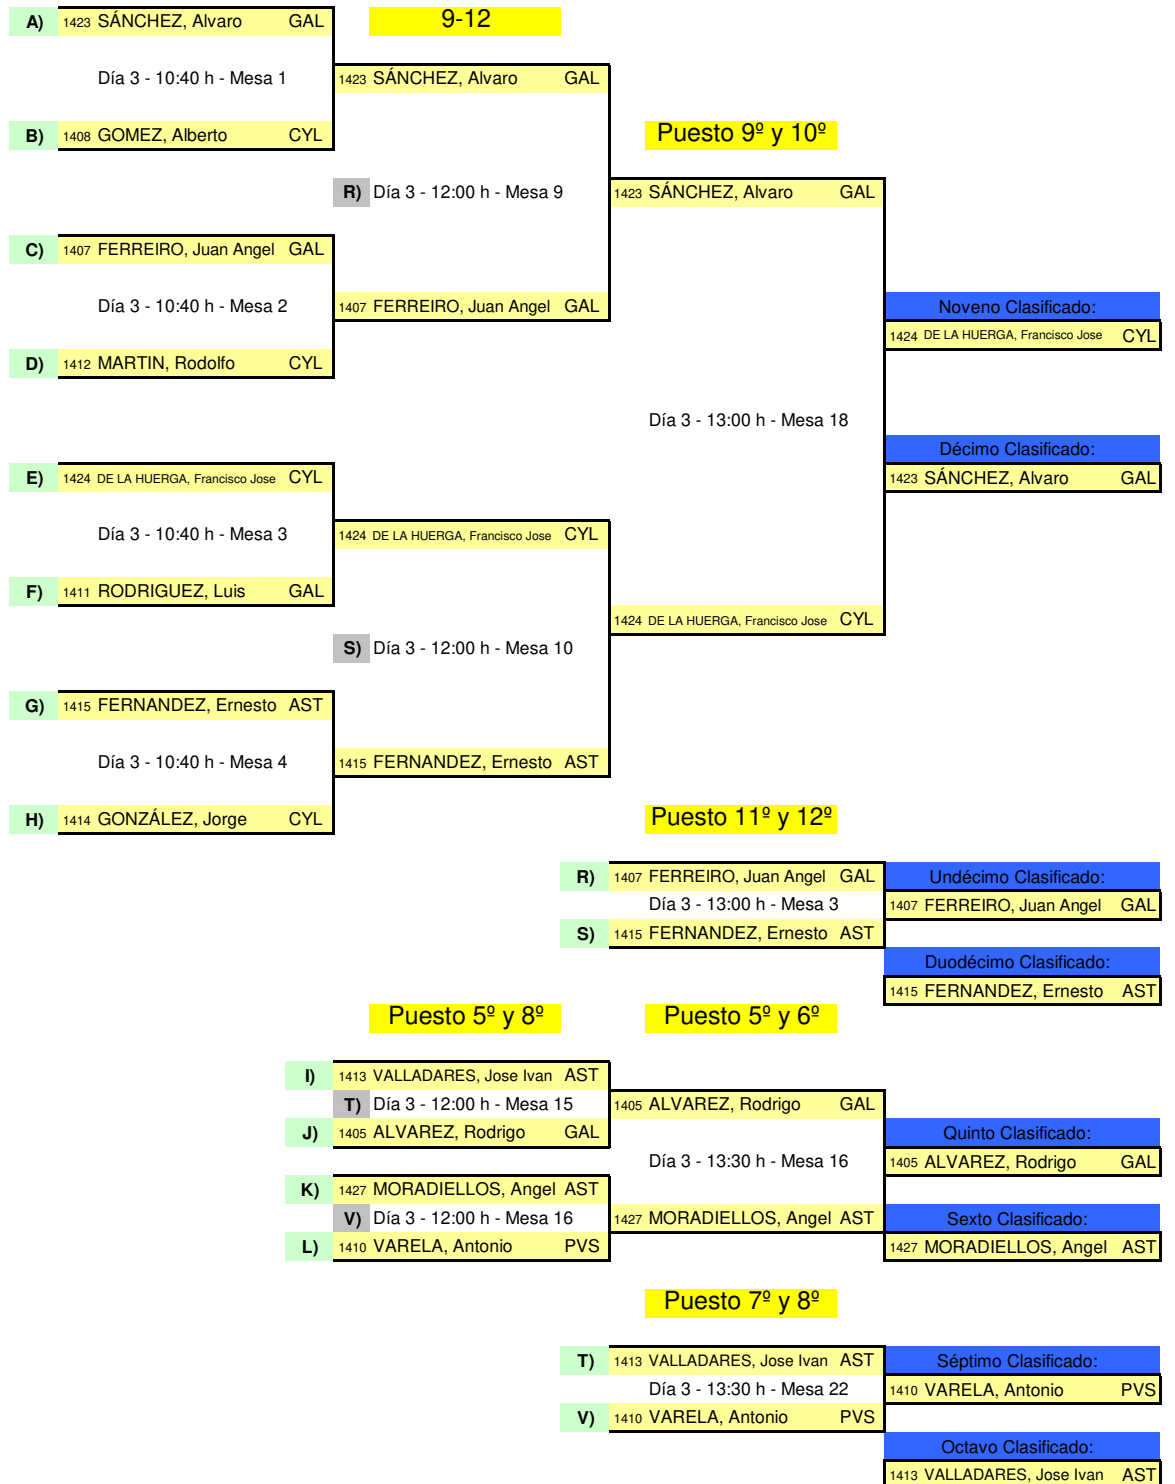 A) 1423 SÁNCHEZ, Alvaro GAL 9-12
Día 3 - 10:40 h - Mesa 1 1423 SÁNCHEZ, Alvaro GAL
B) 1408 GOMEZ, Alberto CYL Puesto 9º y 10º
R) Día 3 - 12:00 h - Mesa 9 1423 SÁNCHEZ, Alvaro GAL
C) 1407 FERREIRO, Juan Angel GAL
Día 3 - 10:40 h - Mesa 2 1407 FERREIRO, Juan Angel GAL Noveno Clasificado:
1424 DE LA HUERGA, Francisco Jose CYL
D) 1412 MARTIN, Rodolfo CYL
Día 3 - 13:00 h - Mesa 18
Décimo Clasificado:
E) 1424 DE LA HUERGA, Francisco Jose CYL 1423 SÁNCHEZ, Alvaro GAL
Día 3 - 10:40 h - Mesa 3 1424 DE LA HUERGA, Francisco Jose CYL
F) 1411 RODRIGUEZ, Luis GAL
1424 DE LA HUERGA, Francisco Jose CYL
S) Día 3 - 12:00 h - Mesa 10
G) 1415 FERNANDEZ, Ernesto AST
Día 3 - 10:40 h - Mesa 4 1415 FERNANDEZ, Ernesto AST
H) 1414 GONZÁLEZ, Jorge CYL Puesto 11º y 12º
R) 1407 FERREIRO, Juan Angel GAL Undécimo Clasificado:
Día 3 - 13:00 h - Mesa 3 1407 FERREIRO, Juan Angel GAL
S) 1415 FERNANDEZ, Ernesto AST
Duodécimo Clasificado:
1415 FERNANDEZ, Ernesto AST
Puesto 5º y 8º Puesto 5º y 6º
I) 1413 VALLADARES, Jose Ivan AST
T) Día 3 - 12:00 h - Mesa 15 1405 ALVAREZ, Rodrigo GAL
J) 1405 ALVAREZ, Rodrigo GAL Quinto Clasificado:
Día 3 - 13:30 h - Mesa 16 1405 ALVAREZ, Rodrigo GAL
K) 1427 MORADIELLOS, Angel AST
V) Día 3 - 12:00 h - Mesa 16 1427 MORADIELLOS, Angel AST Sexto Clasificado:
L) 1410 VARELA, Antonio PVS 1427 MORADIELLOS, Angel AST
Puesto 7º y 8º
T) 1413 VALLADARES, Jose Ivan AST Séptimo Clasificado:
Día 3 - 13:30 h - Mesa 22 1410 VARELA, Antonio PVS
V) 1410 VARELA, Antonio PVS
Octavo Clasificado:
1413 VALLADARES, Jose Ivan AST